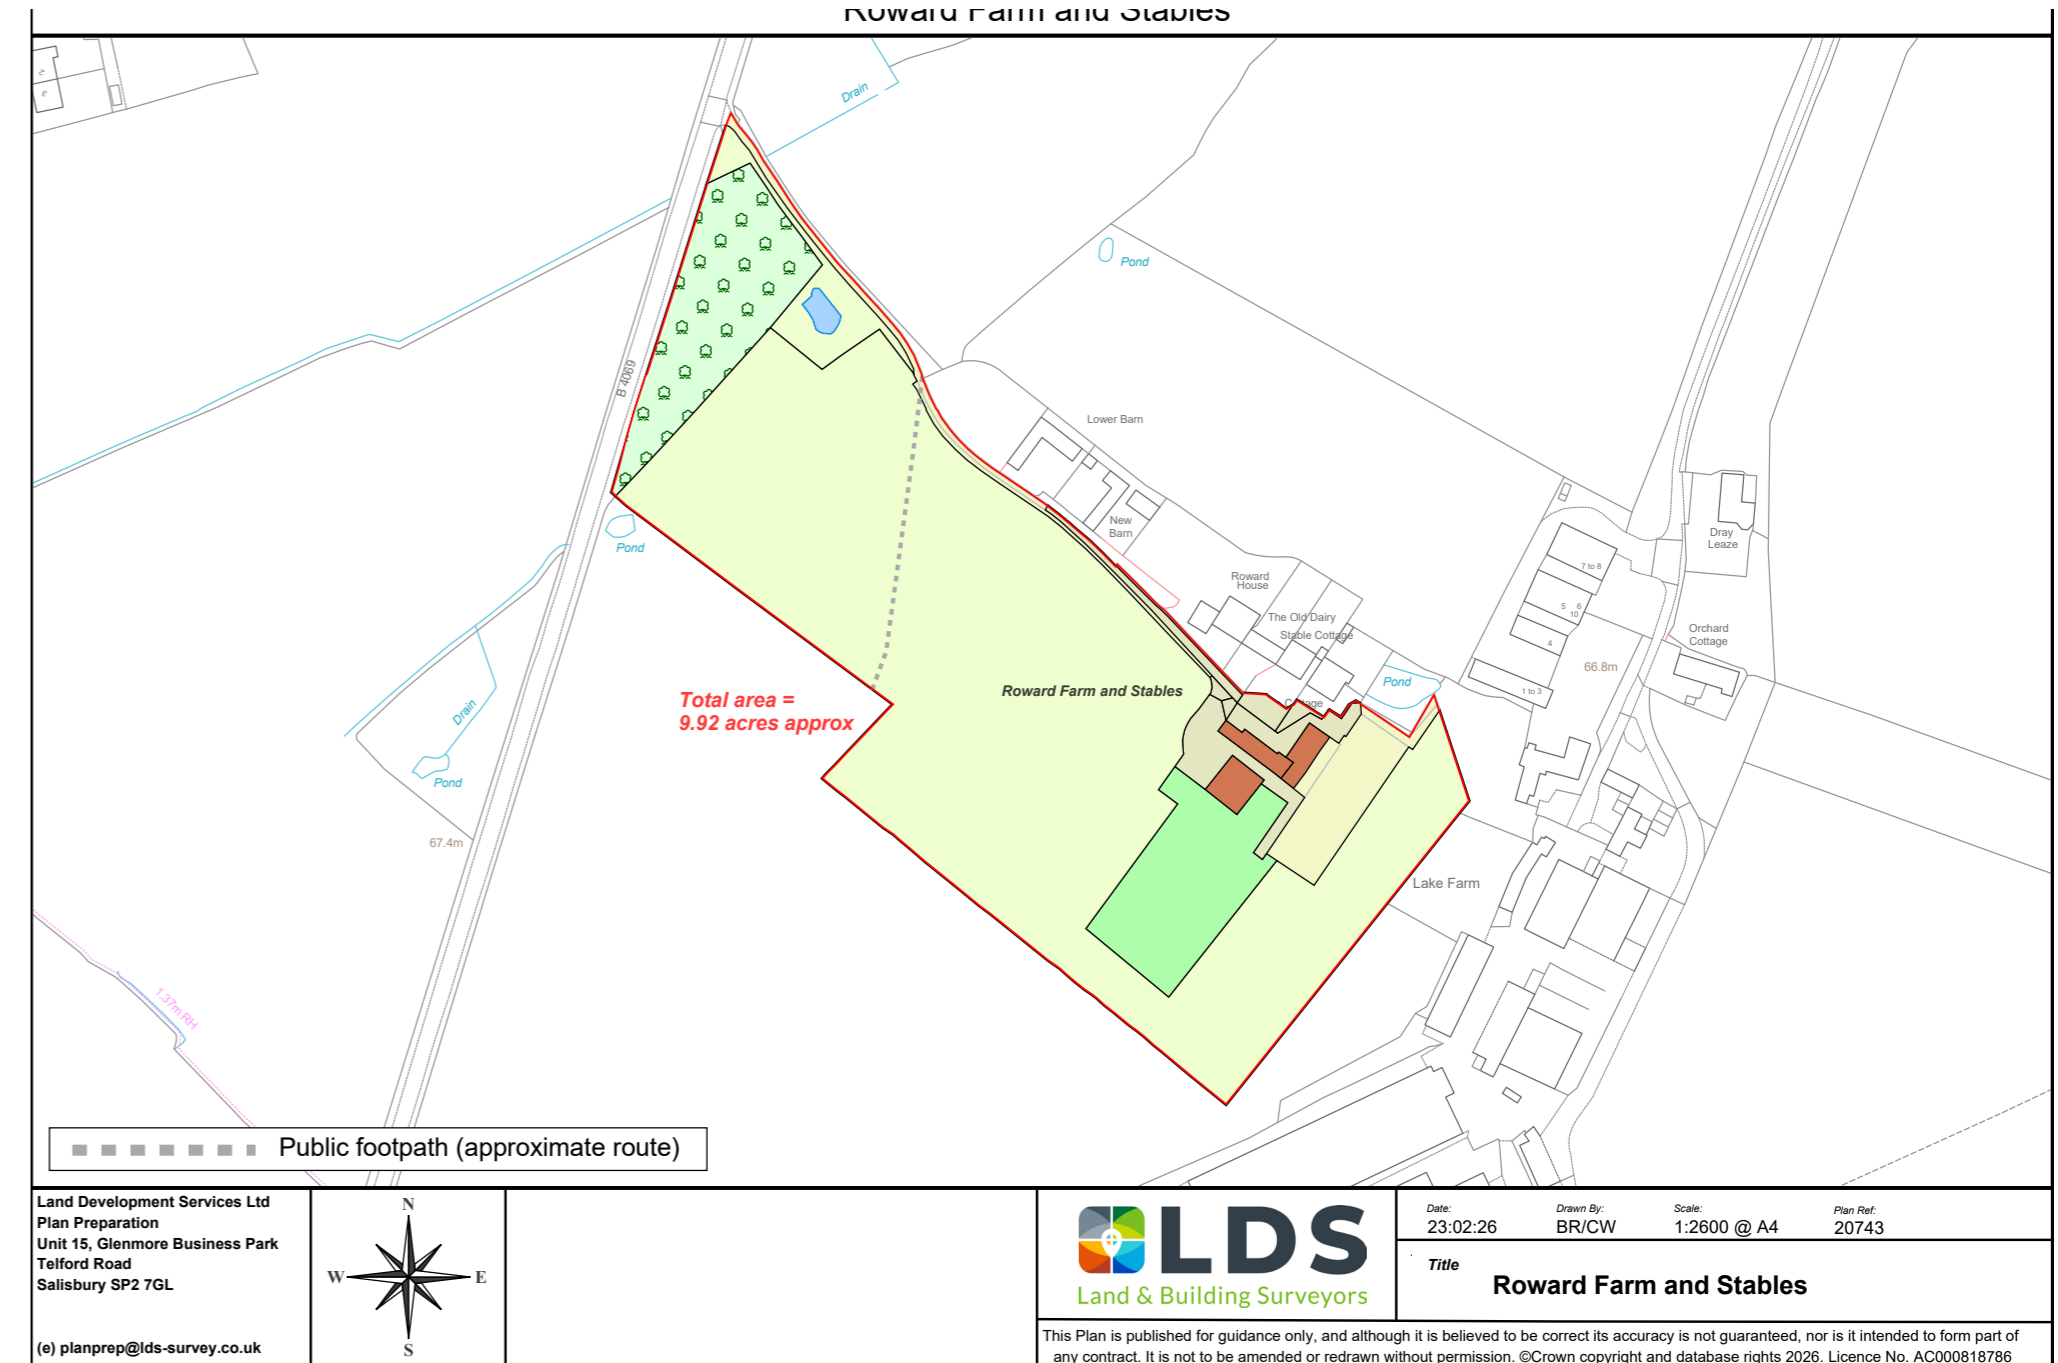 Roward Farm and Stables
2
3
Drain
Pond
B 4069
Lower Barn
New
Barn
Pond
Roward
House
The Old Dairy
Stable Cottage
Pond
7 to 8
5 6
10
4
1 to 3
66.8m
Dray
Leaze
Orchard
Cottage
Total area =
9.92 acres approx
Roward Farm and Stables
Drain
Pond
67.4m
Lake Farm
1.37m RH
Public footpath (approximate route)
Land Development Services Ltd
Plan Preparation
Unit 15, Glenmore Business Park
Telford Road
Salisbury SP2 7GL
(e) planprep@lds-survey.co.uk
N
W E
S
LDS
Land & Building Surveyors
Date: Drawn By: Scale: Plan Ref:
23:02:26 BR/CW 1:2600 @ A4 20743
Title
Roward Farm and Stables
This Plan is published for guidance only, and although it is believed to be correct its accuracy is not guaranteed, nor is it intended to form part of
any contract. It is not to be amended or redrawn without permission. ©Crown copyright and database rights 2026. Licence No. AC000818786